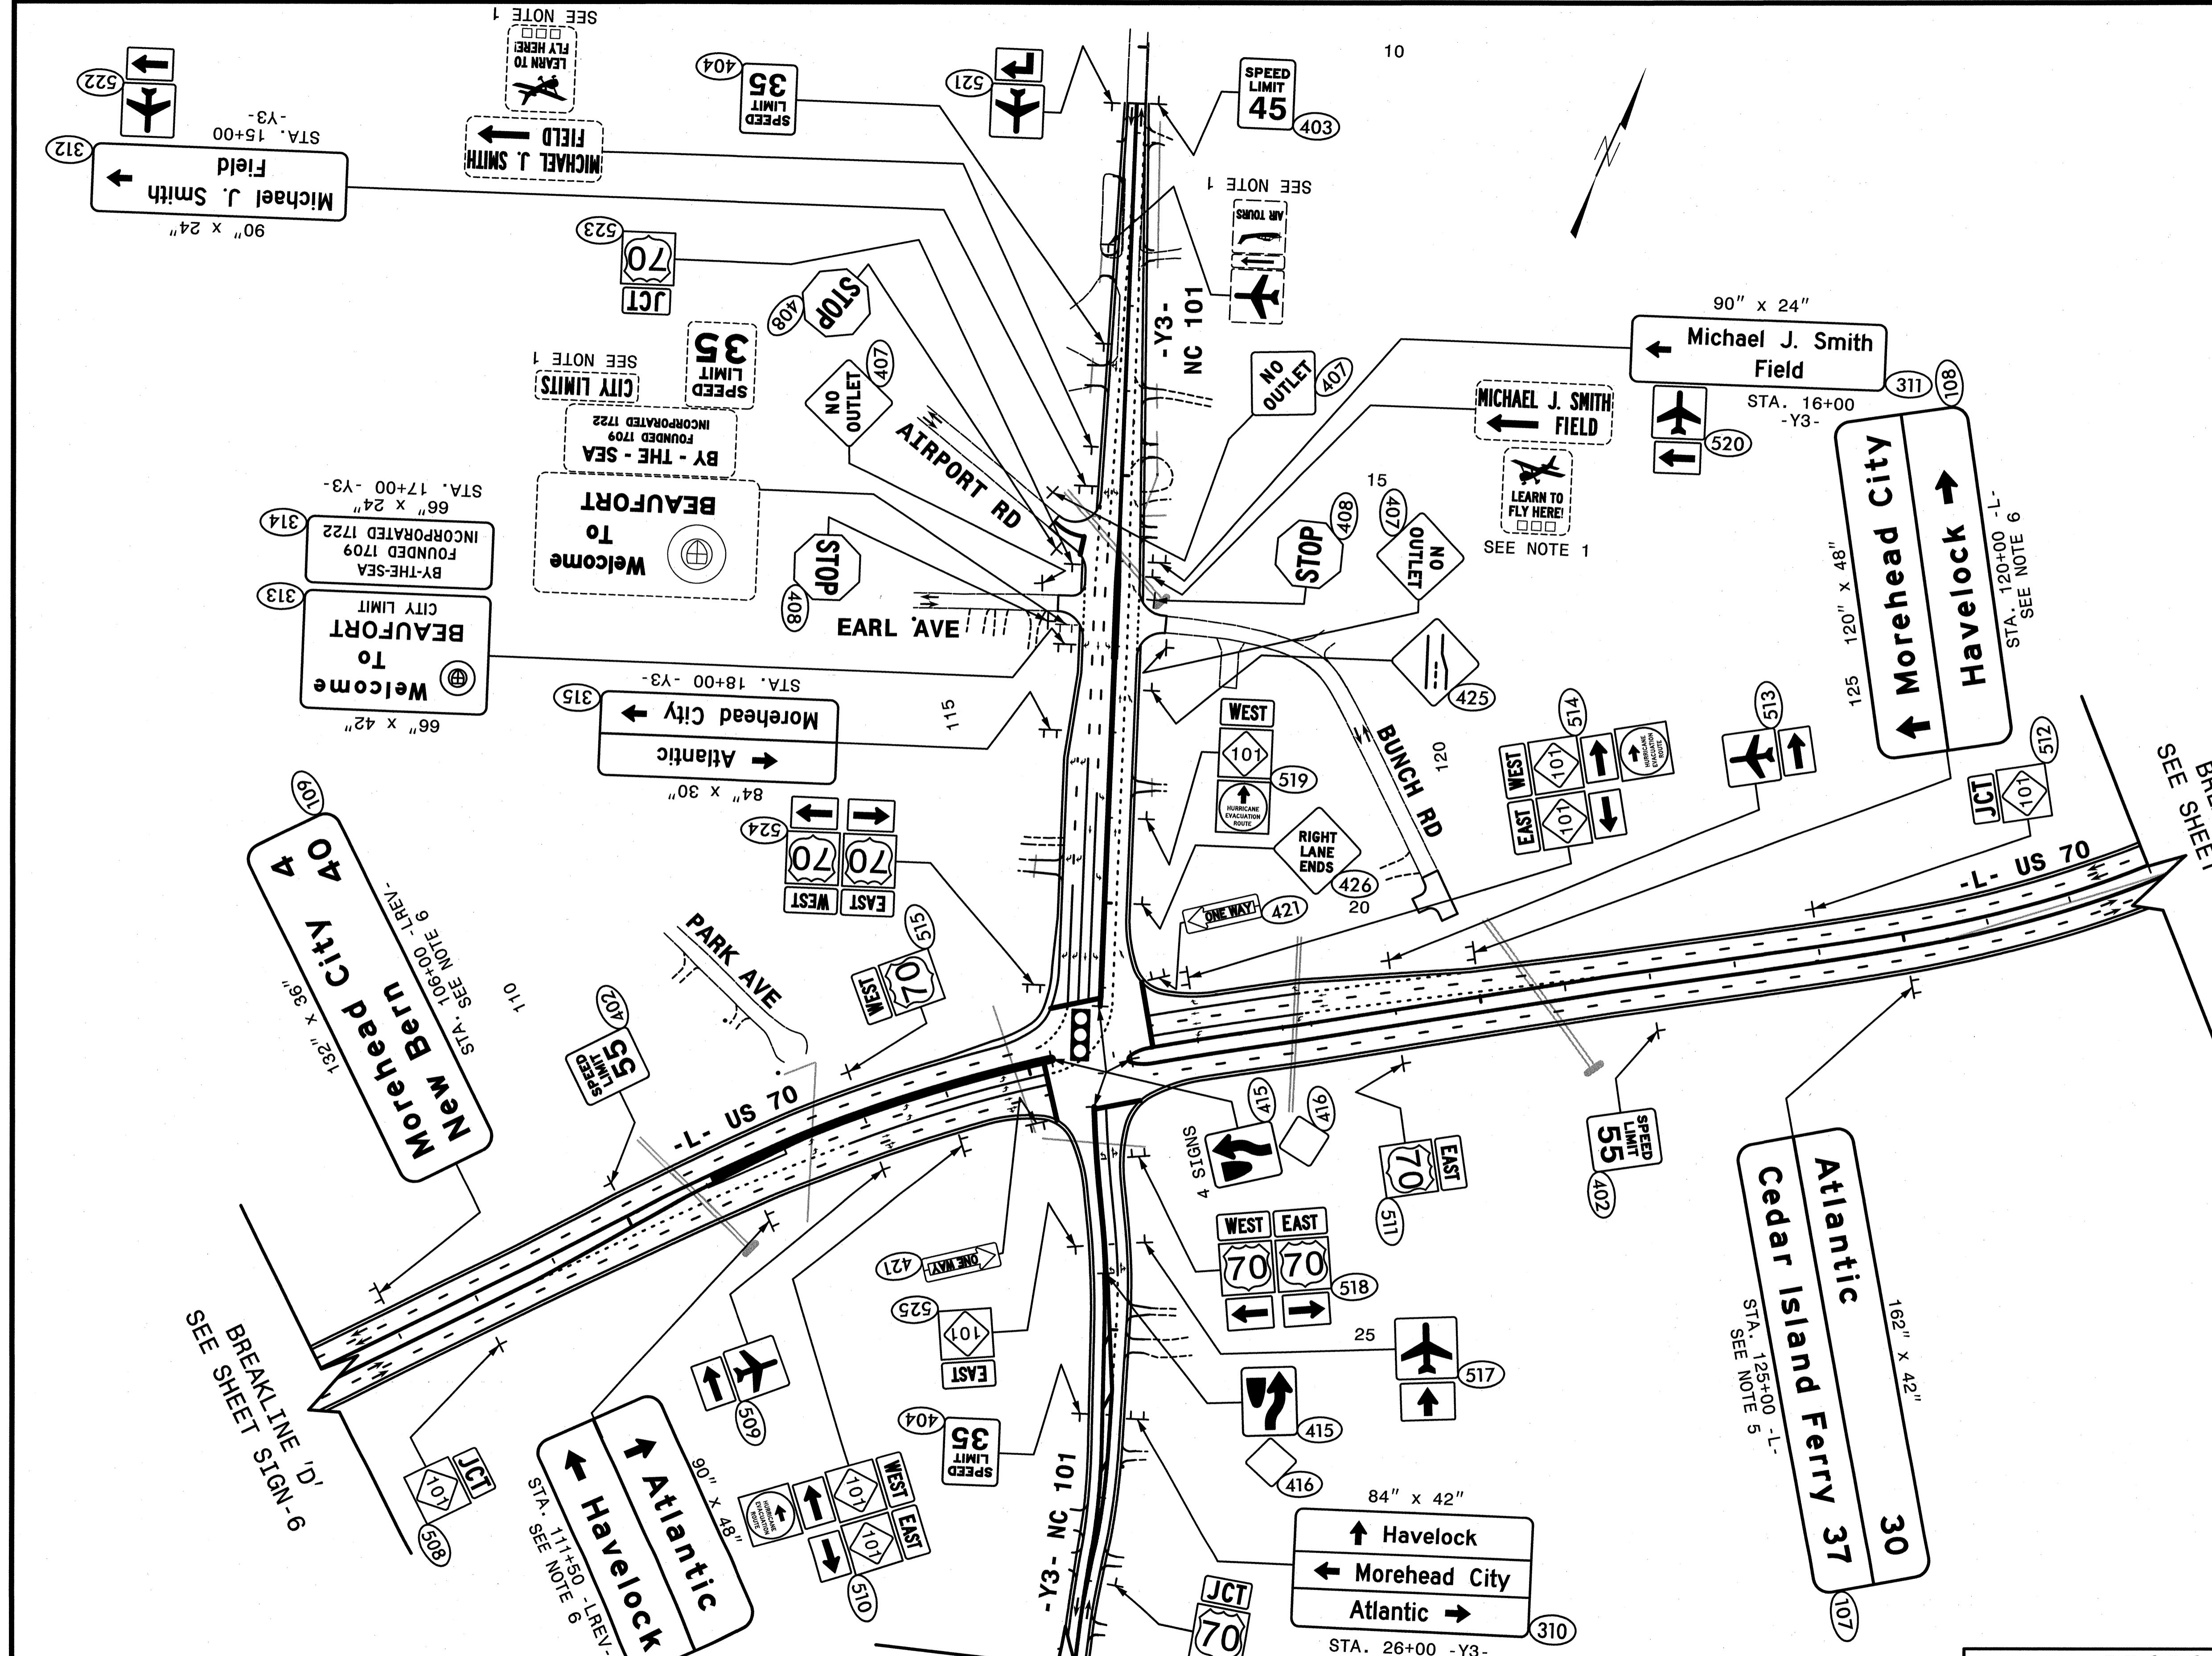 SEE NOTE 1
LEARN TO
FLY HERE!
522
MICHAEL J. SMITH
FIELD
STA. 15+00
-Y3-
312
Michael J. Smith
Field
90" x 24"
404
SPEED
LIMIT
35
521
SPEED
LIMIT
45
403
10
SEE NOTE 1
AIR TOURS
523
JCT
70
408
STOP
-Y3-
NC 101
SPEED
LIMIT
35
SEE NOTE 1
CITY LIMITS
407
NO
OUTLET
NO
OUTLET
407
90" x 24"
Michael J. Smith
Field
311
STA. 16+00
-Y3-
520
MICHAEL J. SMITH
FIELD
LEARN TO
FLY HERE!
SEE NOTE 1
Welcome
To
BEAUFORT
BY - THE - SEA
FOUNDED 1709
INCORPORATED 1722
AIRPORT RD
STA. 17+00 -Y3-
66" x 24"
314
BY-THE-SEA
FOUNDED 1709
INCORPORATED 1722
313
Welcome
To
BEAUFORT
CITY LIMIT
66" x 42"
STOP
408
EARL AVE
15
STOP
408
407
NO
OUTLET
425
108
Morehead City
Havelock
120" x 48"
STA. 120+00 -L-
SEE NOTE 6
125
STA. 18+00 -Y3-
315
Morehead City
Atlantic
84" x 30"
115
WEST
101
HURRICANE
EVACUATION
ROUTE
519
BUNCH RD
120
514
WEST
101
HURRICANE
EVACUATION
ROUTE
EAST
101
513
512
JCT
101
RIGHT
LANE
ENDS
426
20
ONE WAY
421
524
WEST
70
EAST
70
109
Morehead City 4
New Bern 40
132" x 36"
STA. 106+00 -LREV-
SEE NOTE 6
110
402
SPEED
LIMIT
55
PARK AVE
515
WEST
70
-L- US 70
-L- US 70
415
416
4 SIGNS
EAST
70
511
SPEED
LIMIT
55
402
WEST
70
EAST
70
518
421
ONE WAY
525
101
EAST
25
517
415
416
404
SPEED
LIMIT
35
Atlantic 30
Cedar Island Ferry 37
162" x 42"
STA. 125+00 -L-
SEE NOTE 5
107
BREAKLINE 'D'
SEE SHEET SIGN-6
JCT
101
508
509
Atlantic
Havelock
90" x 48"
STA. 111+50 -LREV-
SEE NOTE 6
WEST
101
HURRICANE
EVACUATION
ROUTE
EAST
101
510
-Y3- NC 101
84" x 42"
Havelock
Morehead City
Atlantic
310
STA. 26+00 -Y3-
JCT
70
SEE SHEET